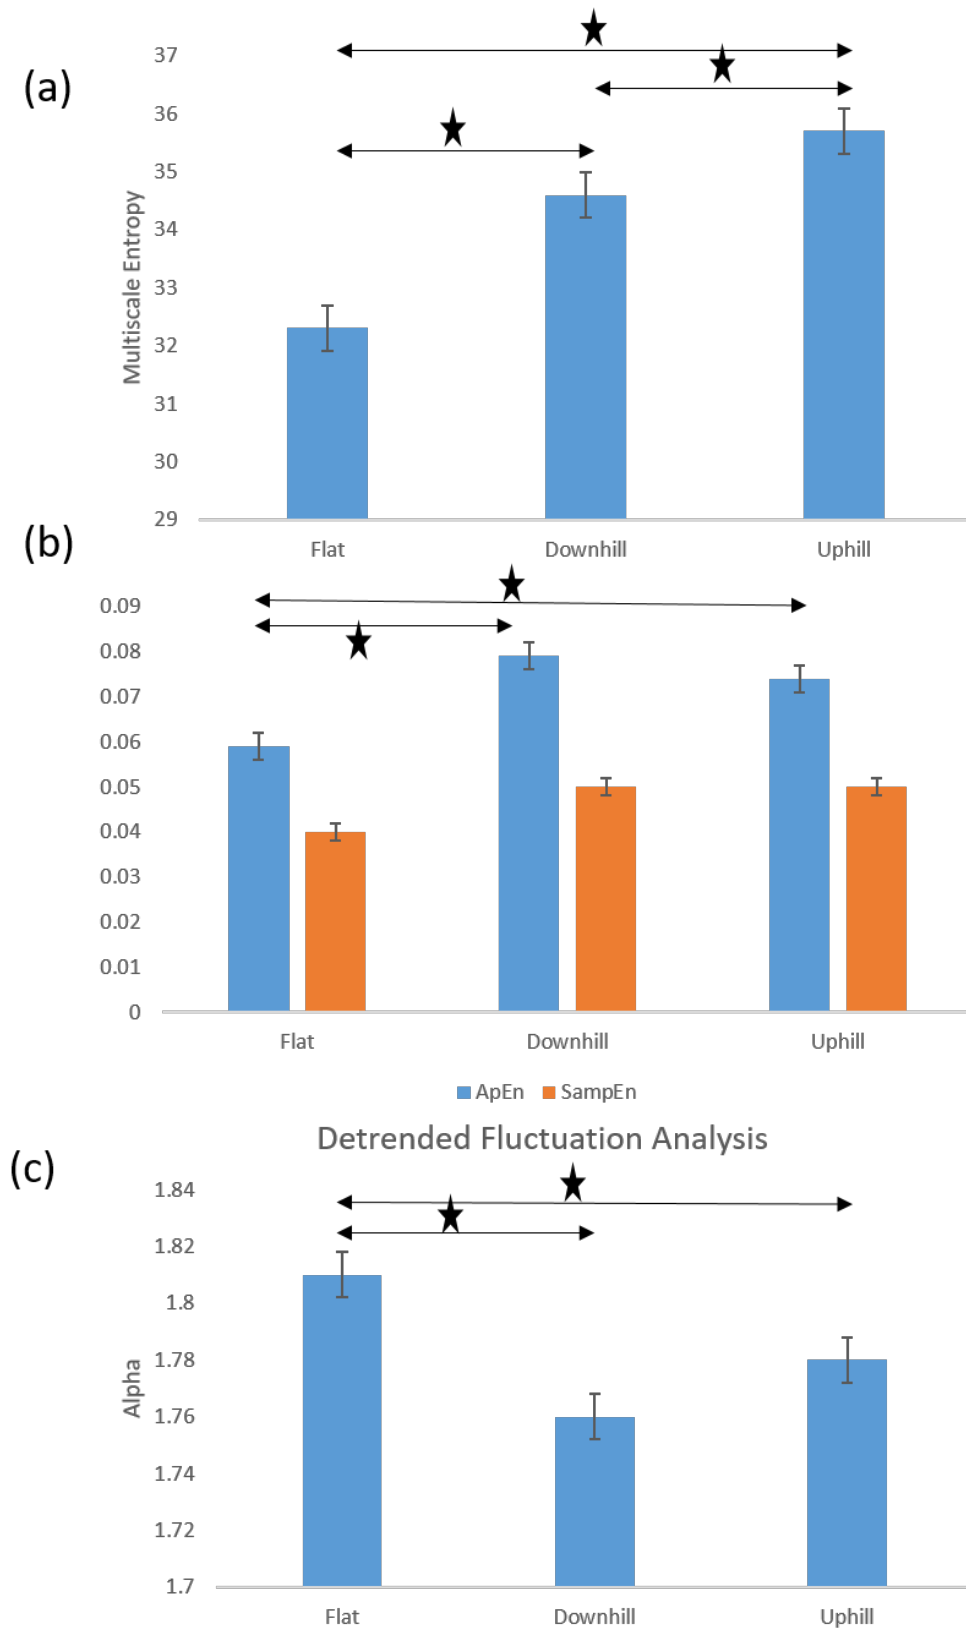 (a)
37
36
35
34
33
32
31
30
29
Multiscale Entropy
Flat Downhill Uphill
(b)
0.09
0.08
0.07
0.06
0.05
0.04
0.03
0.02
0.01
0
Flat Downhill Uphill
ApEn SampEn
(c)
Detrended Fluctuation Analysis
1.84
1.82
1.8
1.78
1.76
1.74
1.72
1.7
Alpha
Flat Downhill Uphill